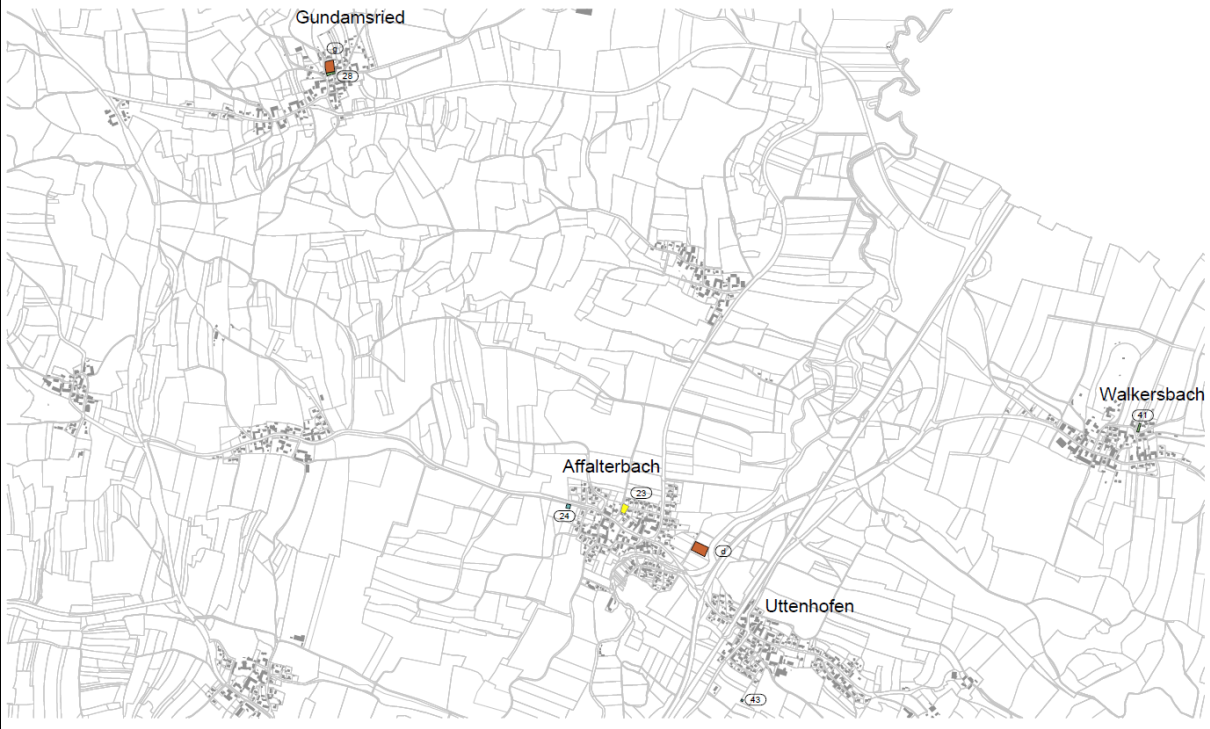 Gundamsried
g
28
Walkersbach
41
Affalterbach
23
24
d
Uttenhofen
43